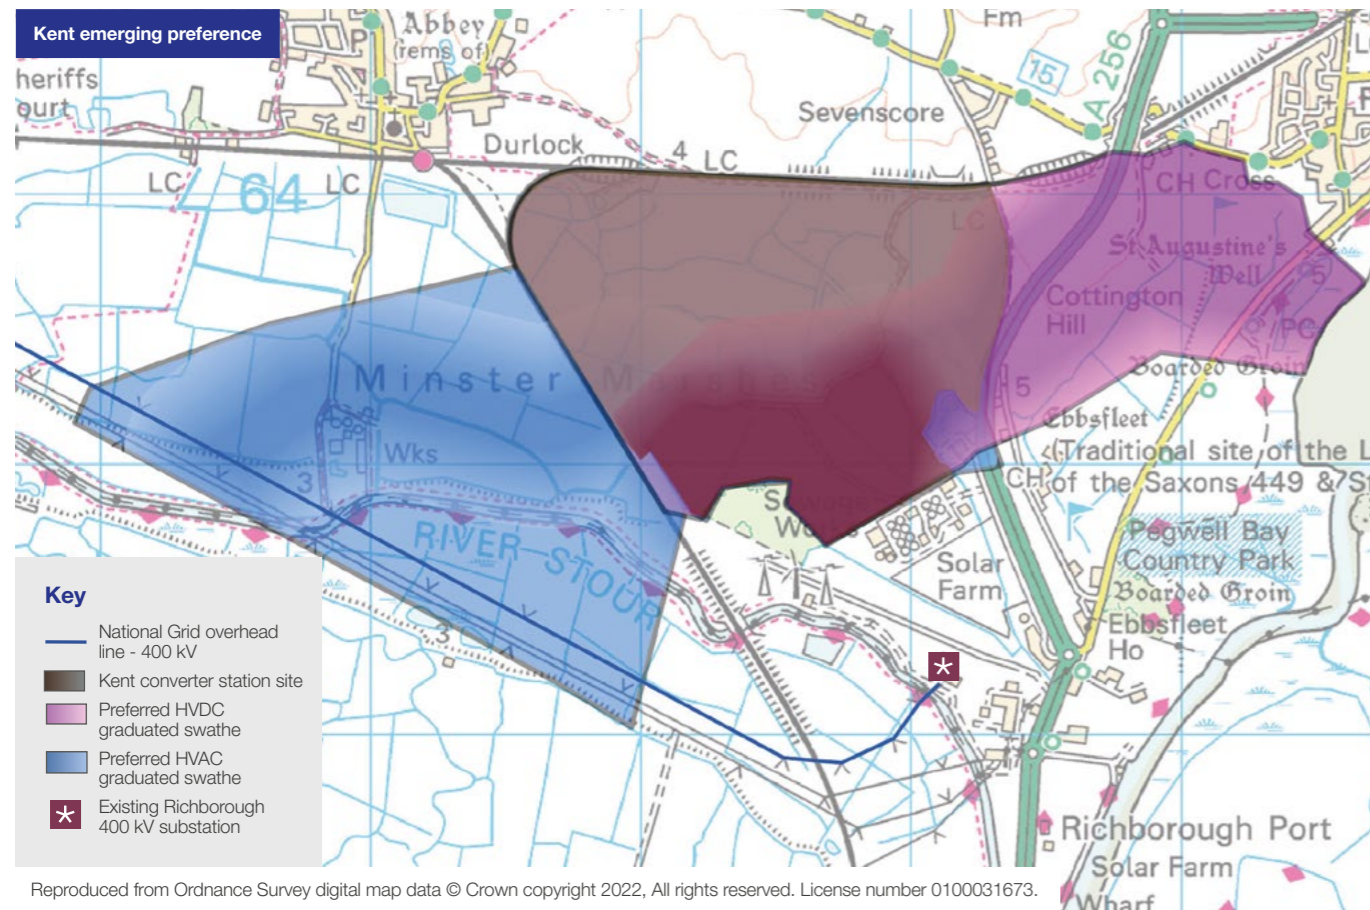 Kent emerging preference
Abbey
(rems of)
P
Fm
15
A 256
heriffs
ourt
Sevenscore
Durlock
4
LC
LC
64
LC
CH
Cross
LC
St Augustine's
Well
5
Cottington
Hill
PC
Minster
Boarded Groin
5
Ebbsfleet
(Traditional site of the L
of the Saxons 449 &
CH
Wks
3
Solar
Farm
Pegwell Bay
Country Park
Boarded Groin
RIVER STOUR
Ebbsfleet
Ho
3
Key
National Grid overhead
line - 400 kV
Kent converter station site
Preferred HVDC
graduated swathe
Preferred HVAC
graduated swathe
Existing Richborough
400 kV substation
Richborough Port
Solar Farm
Wharf
Reproduced from Ordnance Survey digital map data © Crown copyright 2022, All rights reserved. License number 0100031673.